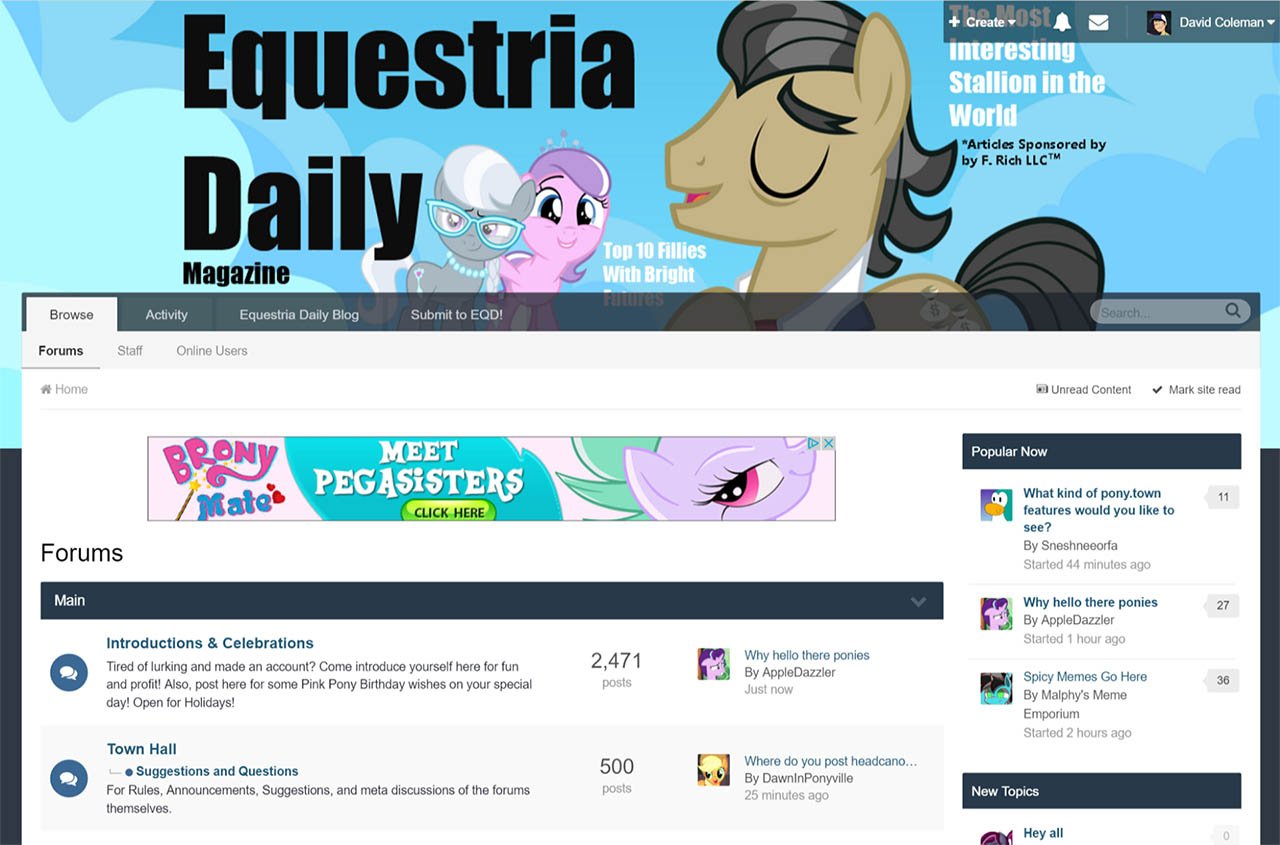 Equestria
Daily
Magazine
The Most
Interesting
Stallion in the
World
*Articles Sponsored by
by F. Rich LLC™
Top 10 Fillies
With Bright
Futures
Create
David Coleman
Browse
Activity
Equestria Daily Blog
Submit to EQD!
Search...
Forums
Staff
Online Users
Home
Unread Content
Mark site read
BRONY
Mate
MEET
PEGASISTERS
CLICK HERE
Forums
Main
Introductions & Celebrations
Tired of lurking and made an account? Come introduce yourself here for fun
and profit! Also, post here for some Pink Pony Birthday wishes on your special
day! Open for Holidays!
2,471
posts
Why hello there ponies
By AppleDazzler
Just now
Town Hall
Suggestions and Questions
For Rules, Announcements, Suggestions, and meta discussions of the forums
themselves.
500
posts
Where do you post headcano…
By DawnInPonyville
25 minutes ago
Popular Now
What kind of pony.town
features would you like to
see?
By Sneshneeorfa
Started 44 minutes ago
11
Why hello there ponies
By AppleDazzler
Started 1 hour ago
27
Spicy Memes Go Here
By Malphy's Meme
Emporium
Started 2 hours ago
36
New Topics
Hey all
0